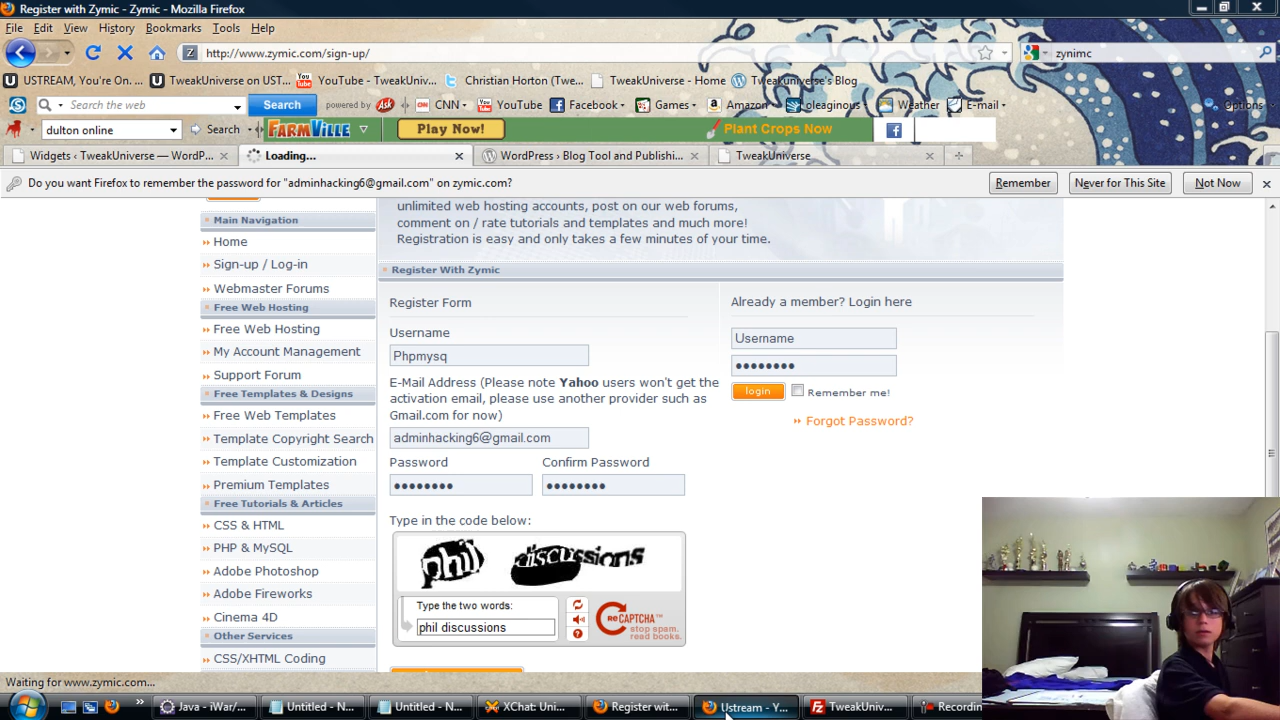 Register with Zymic - Zymic - Mozilla Firefox
File Edit View History Bookmarks Tools Help
http://www.zymic.com/sign-up/ zynimc
USTREAM, You're On. ... TweakUniverse on UST... YouTube - TweakUniv... Christian Horton (Twe... TweakUniverse - Home Tweakuniverse's Blog
Search the web Search powered by Ask CNN YouTube Facebook Games Amazon oleaginous Weather E-mail Options
dulton online Search FARMVILLE Play Now! Plant Crops Now
Widgets ‹ TweakUniverse — WordP... Loading... WordPress › Blog Tool and Publishi... TweakUniverse
Do you want Firefox to remember the password for "adminhacking6@gmail.com" on zymic.com? Remember Never for This Site Not Now
unlimited web hosting accounts, post on our web forums,
comment on / rate tutorials and templates and much more!
Registration is easy and only takes a few minutes of your time.
Main Navigation
Home
Sign-up / Log-in
Webmaster Forums
Free Web Hosting
Free Web Hosting
My Account Management
Support Forum
Free Templates & Designs
Free Web Templates
Template Copyright Search
Template Customization
Premium Templates
Free Tutorials & Articles
CSS & HTML
PHP & MySQL
Adobe Photoshop
Adobe Fireworks
Cinema 4D
Other Services
CSS/XHTML Coding
Register With Zymic
Register Form
Username
Phpmysq
E-Mail Address (Please note Yahoo users won't get the
activation email, please use another provider such as
Gmail.com for now)
adminhacking6@gmail.com
Password Confirm Password
Type in the code below:
phil discussions
Type the two words:
phil discussions
reCAPTCHA™
stop spam.
read books.
Already a member? Login here
Username
login Remember me!
Forgot Password?
Waiting for www.zymic.com...
Java - iWar/... Untitled - N... Untitled - N... XChat: Uni... Register wit... Ustream - Y... TweakUniv... Recordin